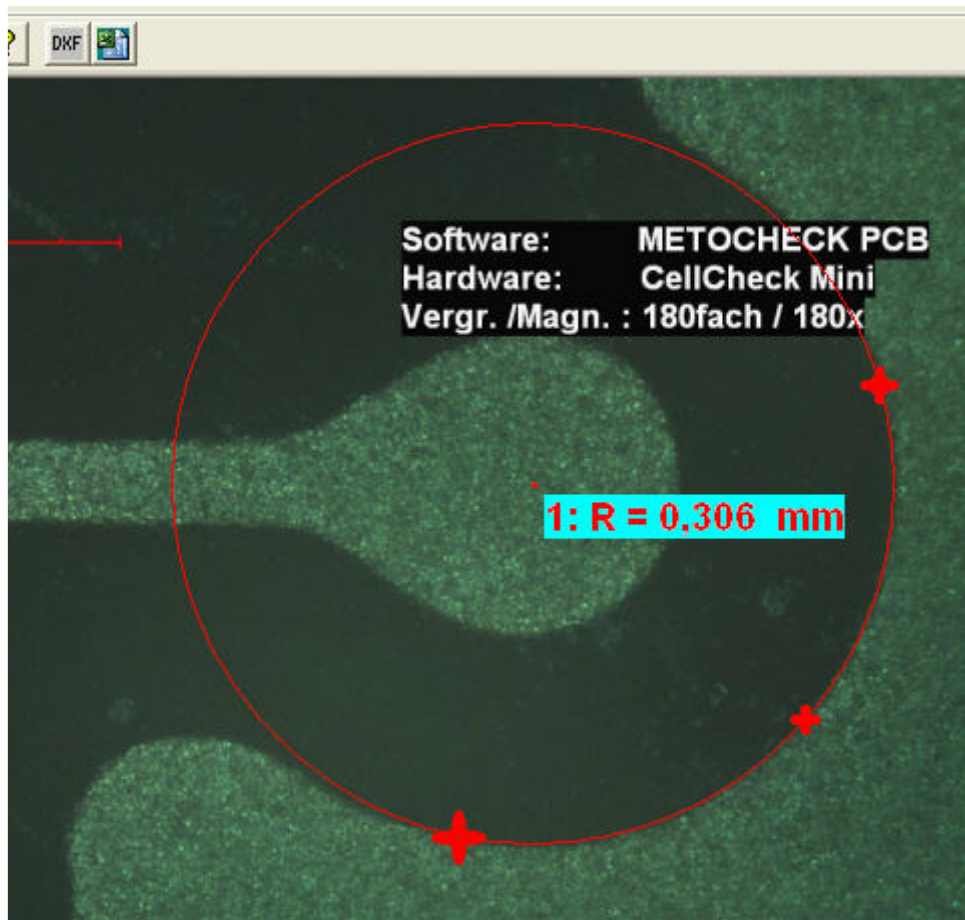 DXF
Software: METOCHECK PCB
Hardware: CellCheck Mini
Vergr. /Magn. : 180fach / 180x
1: R = 0,306 mm